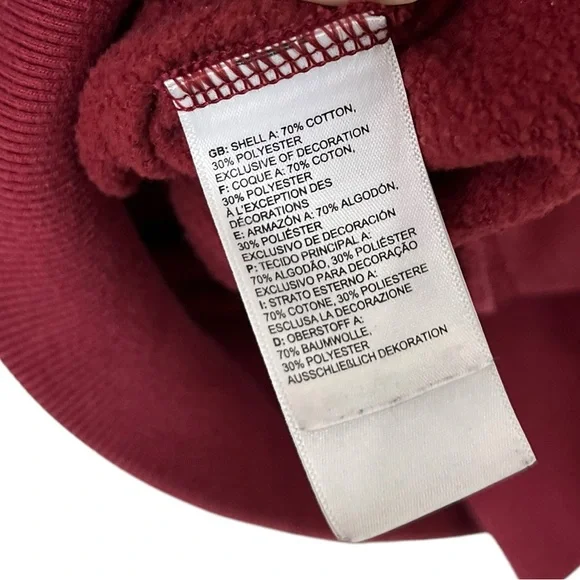 GB: SHELL A: 70% COTTON,
30% POLYESTER
EXCLUSIVE OF DECORATION
F: COQUE A: 70% COTON,
30% POLYESTER
À L'EXCEPTION DES
DÉCORATIONS
E: ARMAZÓN A: 70% ALGODÓN,
30% POLIÉSTER
EXCLUSIVO DE DECORACIÓN
P: TECIDO PRINCIPAL A:
70% ALGODÃO, 30% POLIÉSTER
EXCLUSIVO PARA DECORAÇÃO
I: STRATO ESTERNO A:
70% COTONE, 30% POLIESTERE
ESCLUSA LA DECORAZIONE
D: OBERSTOFF A:
70% BAUMWOLLE,
30% POLYESTER
AUSSCHLIEßLICH DEKORATION